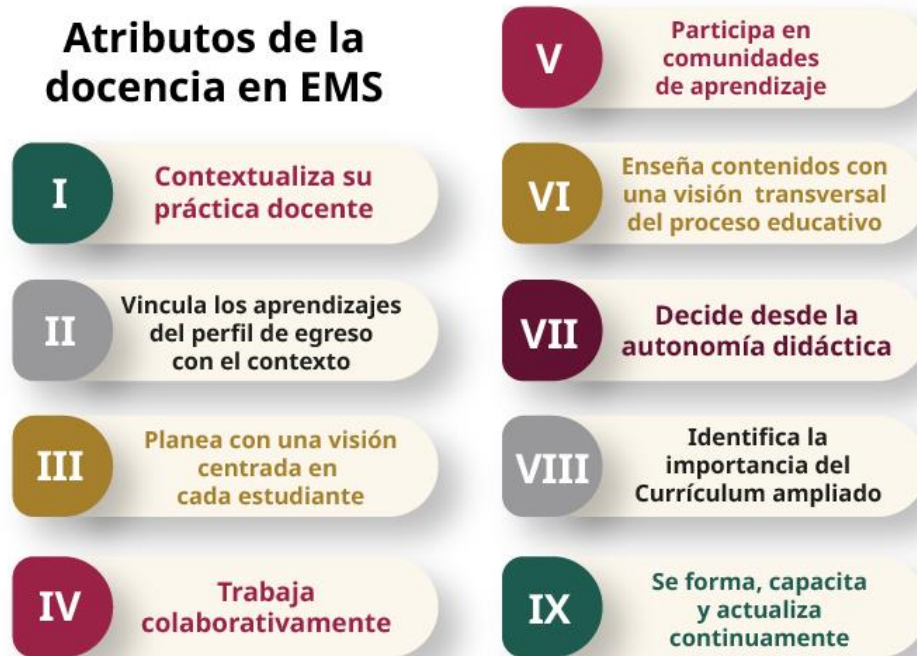 Atributos de la
docencia en EMS
I
Contextualiza su
práctica docente
II
Vincula los aprendizajes
del perfil de egreso
con el contexto
III
Planea con una visión
centrada en
cada estudiante
IV
Trabaja
colaborativamente
V
Participa en
comunidades
de aprendizaje
VI
Enseña contenidos con
una visión transversal
del proceso educativo
VII
Decide desde la
autonomía didáctica
VIII
Identifica la
importancia del
Currículum ampliado
IX
Se forma, capacita
y actualiza
continuamente